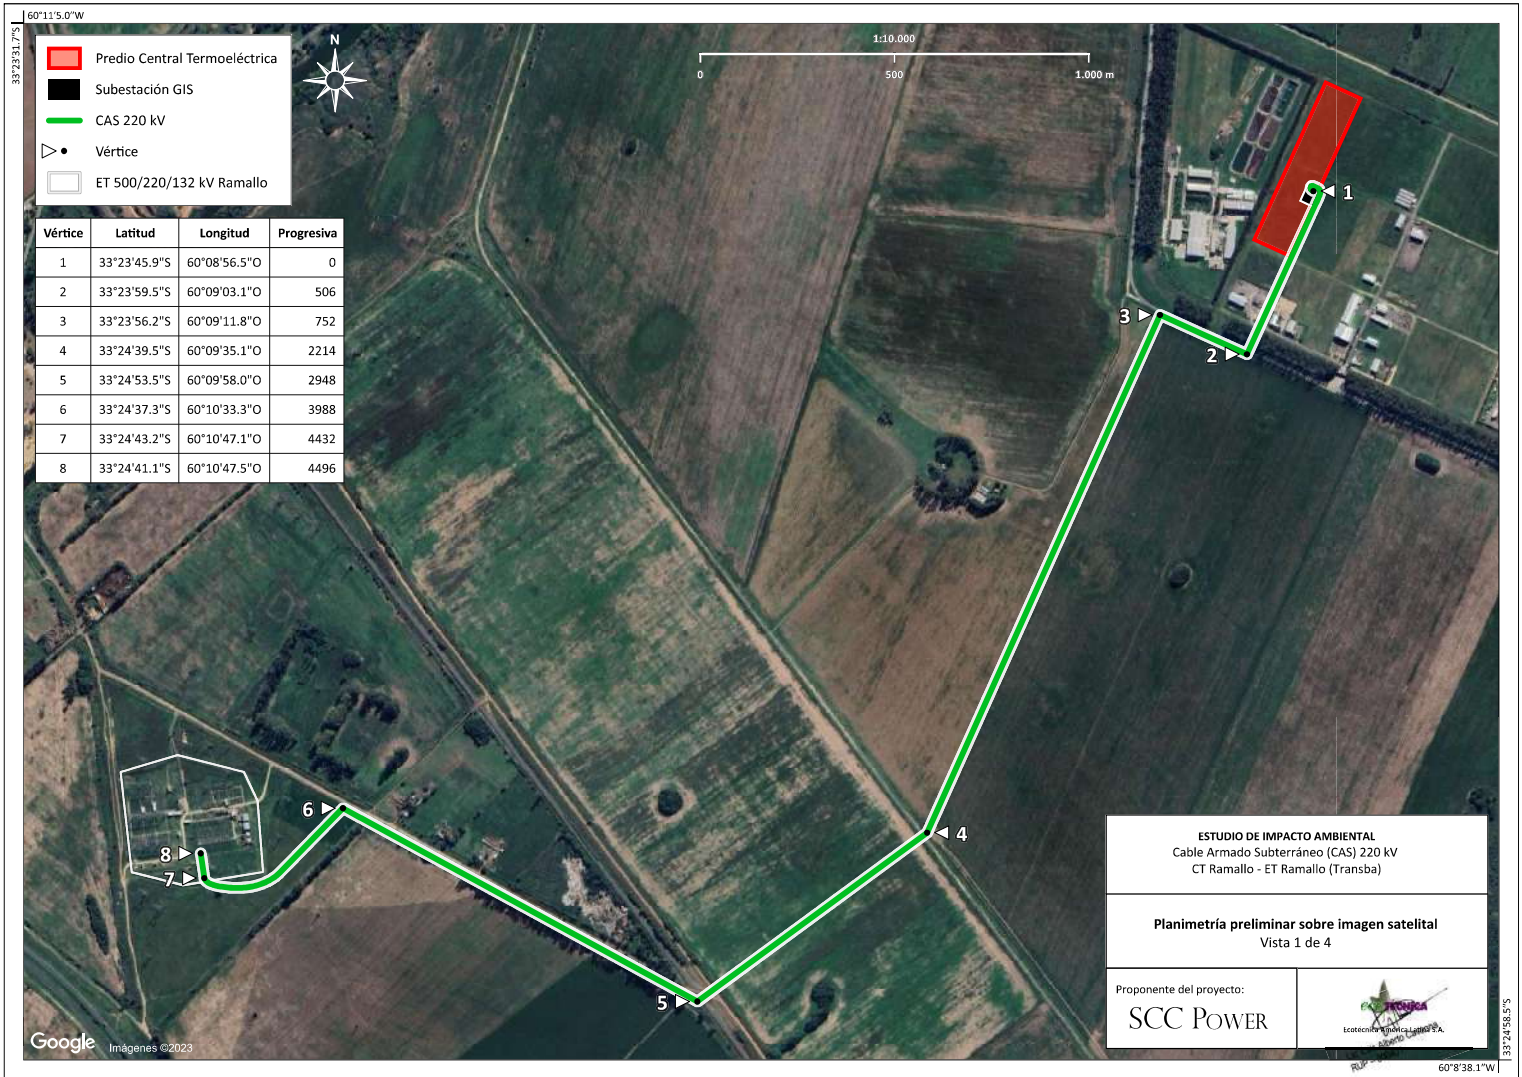 60°11'5.0"W
33°23'31.7"S
Predio Central Termoeléctrica
Subestación GIS
CAS 220 kV
Vértice
ET 500/220/132 kV Ramallo
N
1:10.000
0 500 1.000 m
Vértice Latitud Longitud Progresiva
1 33°23'45.9"S 60°08'56.5"O 0
2 33°23'59.5"S 60°09'03.1"O 506
3 33°23'56.2"S 60°09'11.8"O 752
4 33°24'39.5"S 60°09'35.1"O 2214
5 33°24'53.5"S 60°09'58.0"O 2948
6 33°24'37.3"S 60°10'33.3"O 3988
7 33°24'43.2"S 60°10'47.1"O 4432
8 33°24'41.1"S 60°10'47.5"O 4496
1
2
3
4
5
6
7
8
ESTUDIO DE IMPACTO AMBIENTAL
Cable Armado Subterráneo (CAS) 220 kV
CT Ramallo - ET Ramallo (Transba)
Planimetría preliminar sobre imagen satelital
Vista 1 de 4
Proponente del proyecto:
SCC POWER
ECOTECNICA
Ecotécnica América Latina S.A.
Alberto
Google Imágenes ©2023
33°24'58.5"S
60°8'38.1"W